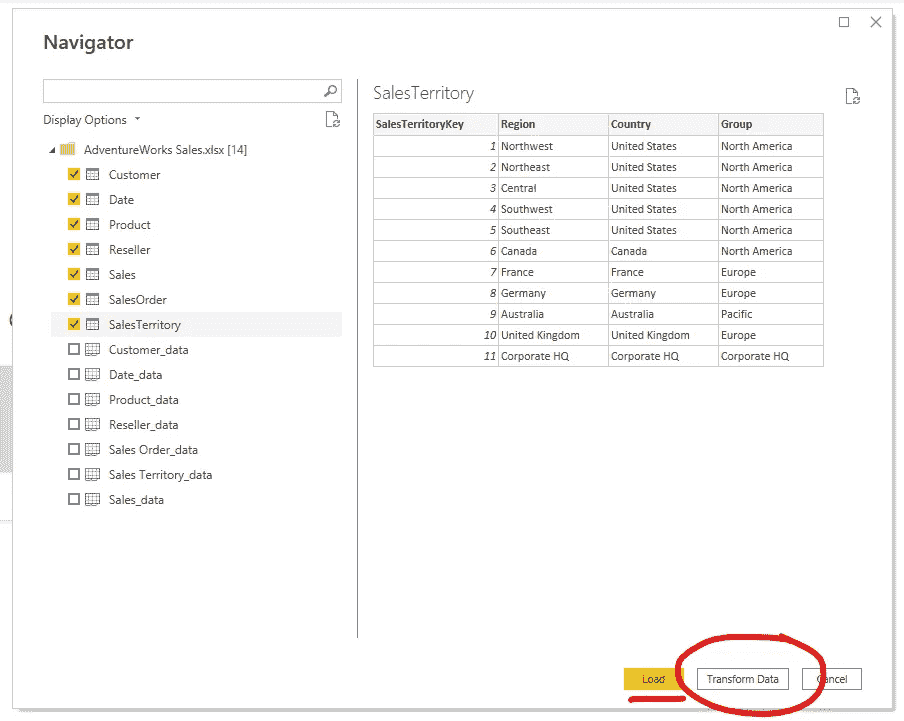 Navigator
Display Options
AdventureWorks Sales.xlsx [14]
Customer
Date
Product
Reseller
Sales
SalesOrder
SalesTerritory
Customer_data
Date_data
Product_data
Reseller_data
Sales Order_data
Sales Territory_data
Sales_data
SalesTerritory
SalesTerritoryKey Region Country Group
1 Northwest United States North America
2 Northeast United States North America
3 Central United States North America
4 Southwest United States North America
5 Southeast United States North America
6 Canada Canada North America
7 France France Europe
8 Germany Germany Europe
9 Australia Australia Pacific
10 United Kingdom United Kingdom Europe
11 Corporate HQ Corporate HQ Corporate HQ
Load Transform Data Cancel